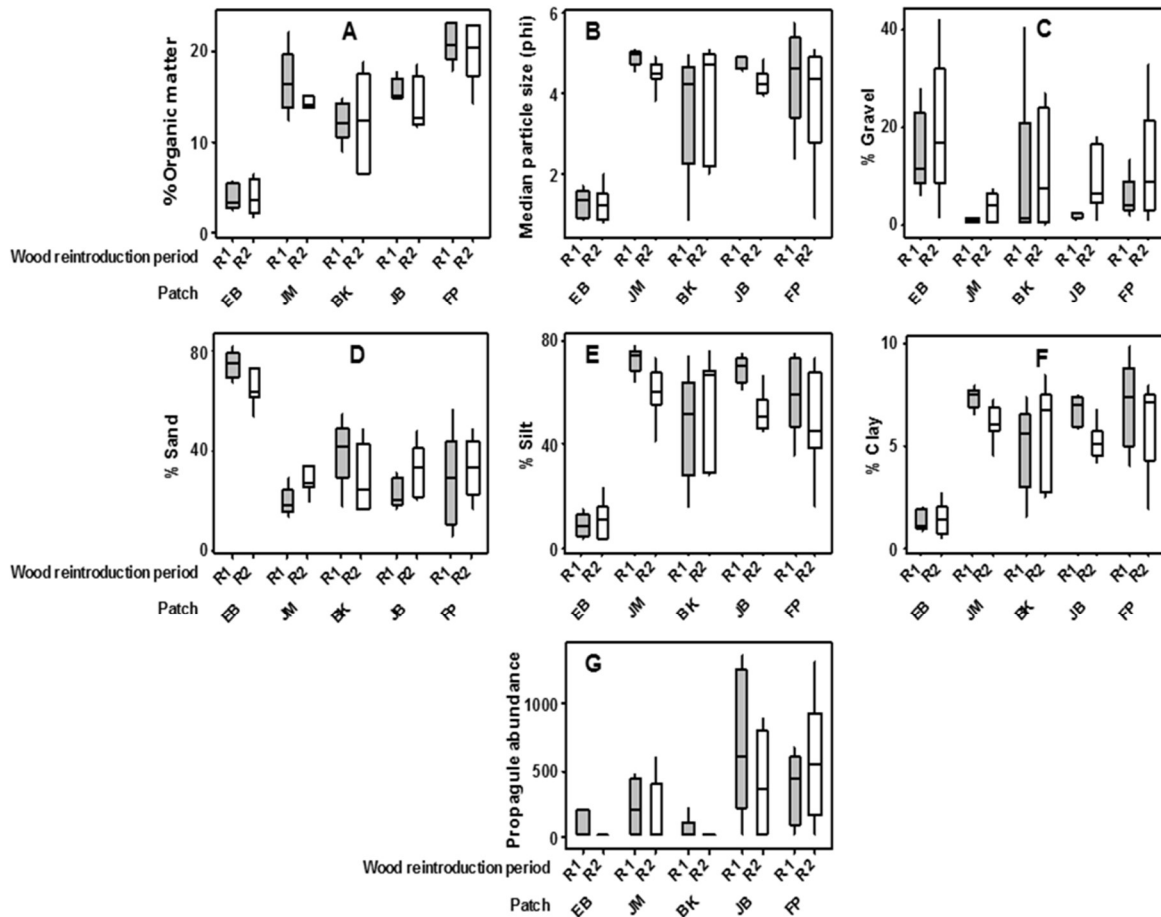 A
%Organic matter
20
10
0
Wood reintroduction period
R1 R2 R1 R2 R1 R2 R1 R2 R1 R2
Patch
EB JM BK JB FP
B
Median particle size (phi)
6
4
2
R1 R2 R1 R2 R1 R2 R1 R2 R1 R2
EB JM BK JB FP
C
% Gravel
40
20
0
R1 R2 R1 R2 R1 R2 R1 R2 R1 R2
EB JM BK JB FP
D
% Sand
80
40
0
Wood reintroduction period
R1 R2 R1 R2 R1 R2 R1 R2 R1 R2
Patch
EB JM BK JB FP
E
% Silt
80
40
0
R1 R2 R1 R2 R1 R2 R1 R2 R1 R2
EB JM BK JB FP
F
% Clay
10
5
0
R1 R2 R1 R2 R1 R2 R1 R2 R1 R2
EB JM BK JB FP
G
Propagule abundance
1000
500
0
Wood reintroduction period
R1 R2 R1 R2 R1 R2 R1 R2 R1 R2
Patch
EB JM BK JB FP